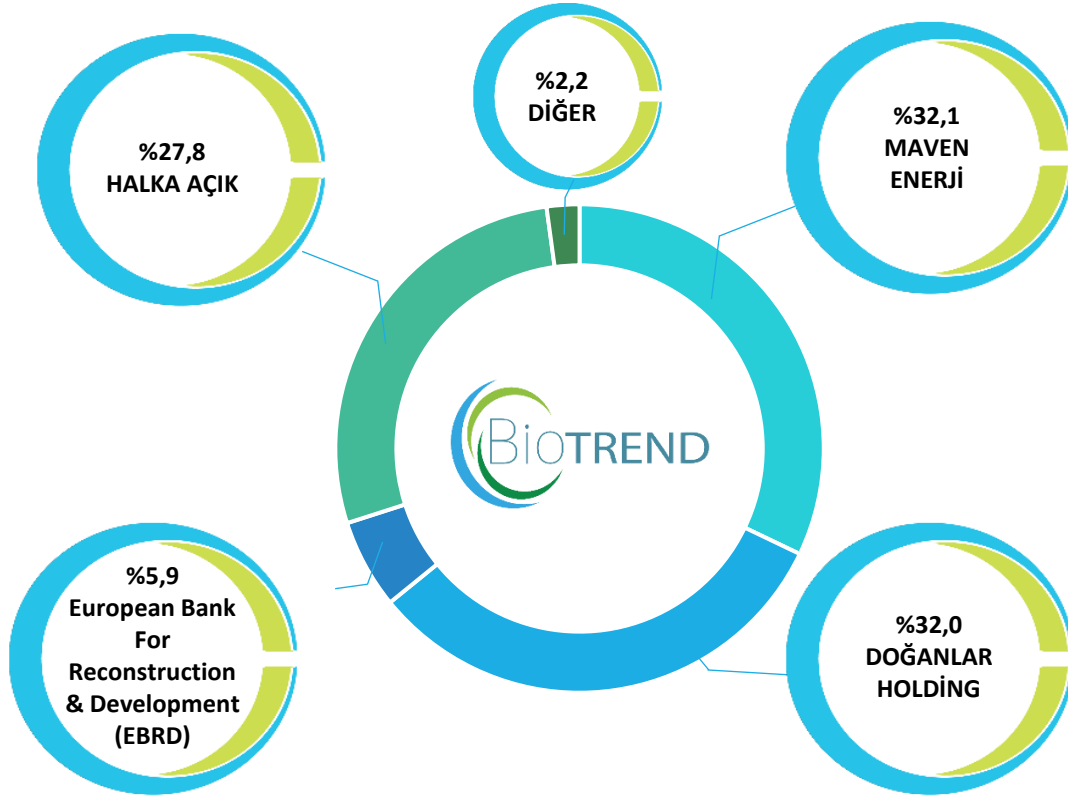 %27,8
HALKA AÇIK
%2,2
DİĞER
%32,1
MAVEN
ENERJİ
BioTREND
%5,9
European Bank
For
Reconstruction
& Development
(EBRD)
%32,0
DOĞANLAR
HOLDİNG